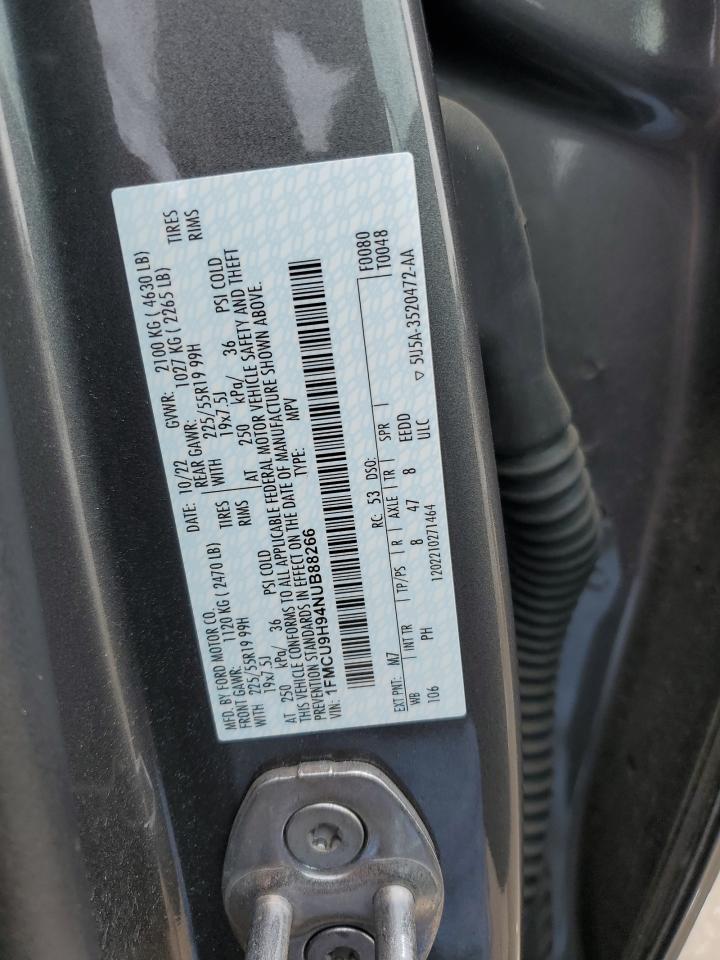 MFD. BY FORD MOTOR CO. DATE: 10/22 GVWR: 2100 KG ( 4630 LB)
FRONT GAWR: 1120 KG ( 2470 LB) REAR GAWR: 1027 KG ( 2265 LB)
WITH 225/55R19 99H TIRES WITH 225/55R19 99H TIRES
19x7.5J RIMS 19x7.5J RIMS
AT 250 kPa/ 36 PSI COLD AT 250 kPa/ 36 PSI COLD
THIS VEHICLE CONFORMS TO ALL APPLICABLE FEDERAL MOTOR VEHICLE SAFETY AND THEFT
PREVENTION STANDARDS IN EFFECT ON THE DATE OF MANUFACTURE SHOWN ABOVE.
VIN: 1FMCU9H94NUB88266 TYPE: MPV
F0080
EXT PNT: M7 RC: 53 DSO: T0048
WB INT TR TP/PS R AXLE TR SPR
106 PH 8 47 8 EEDD
1202210271464 ULC ▽ 5U5A-3520472-AA